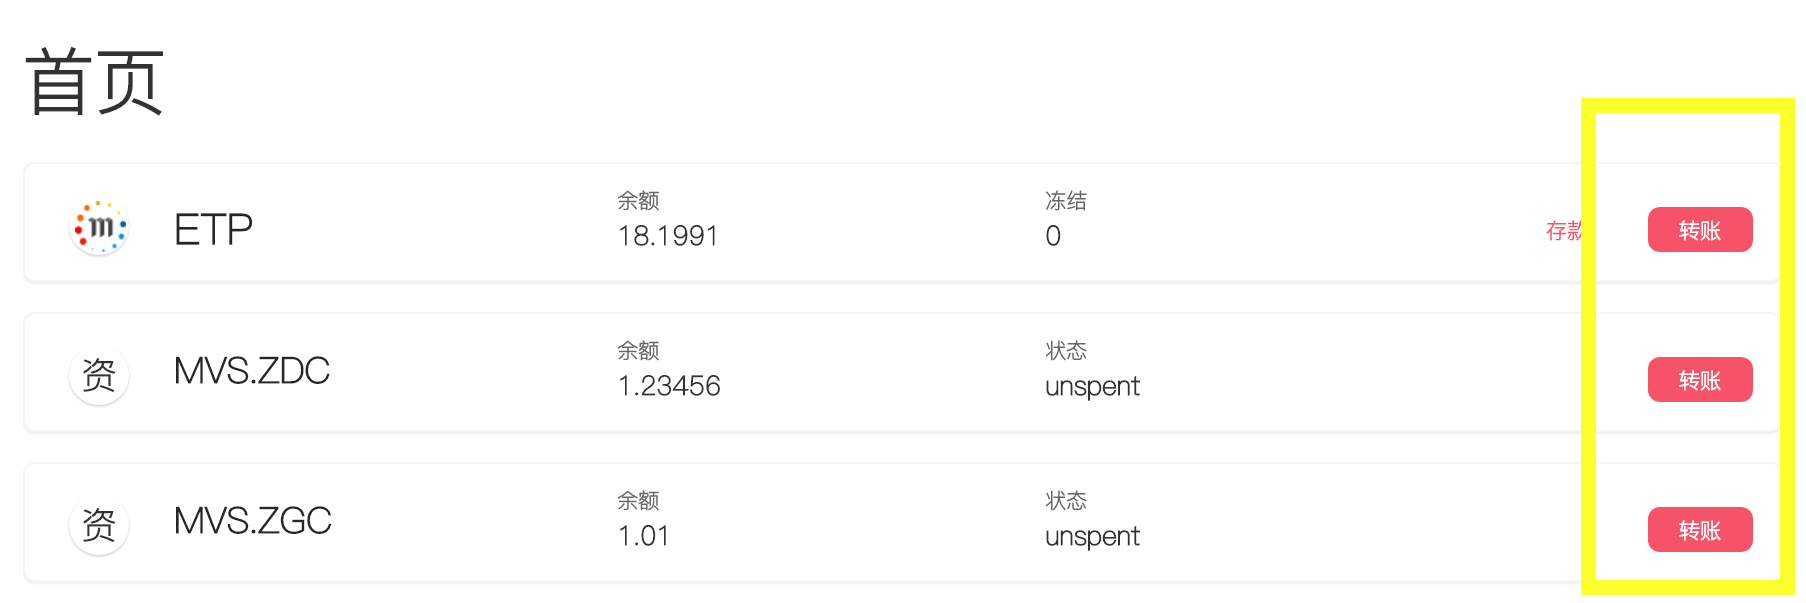 首页
m
ETP
余额
18.1991
冻结
0
存款
转账
资
MVS.ZDC
余额
1.23456
状态
unspent
转账
资
MVS.ZGC
余额
1.01
状态
unspent
转账